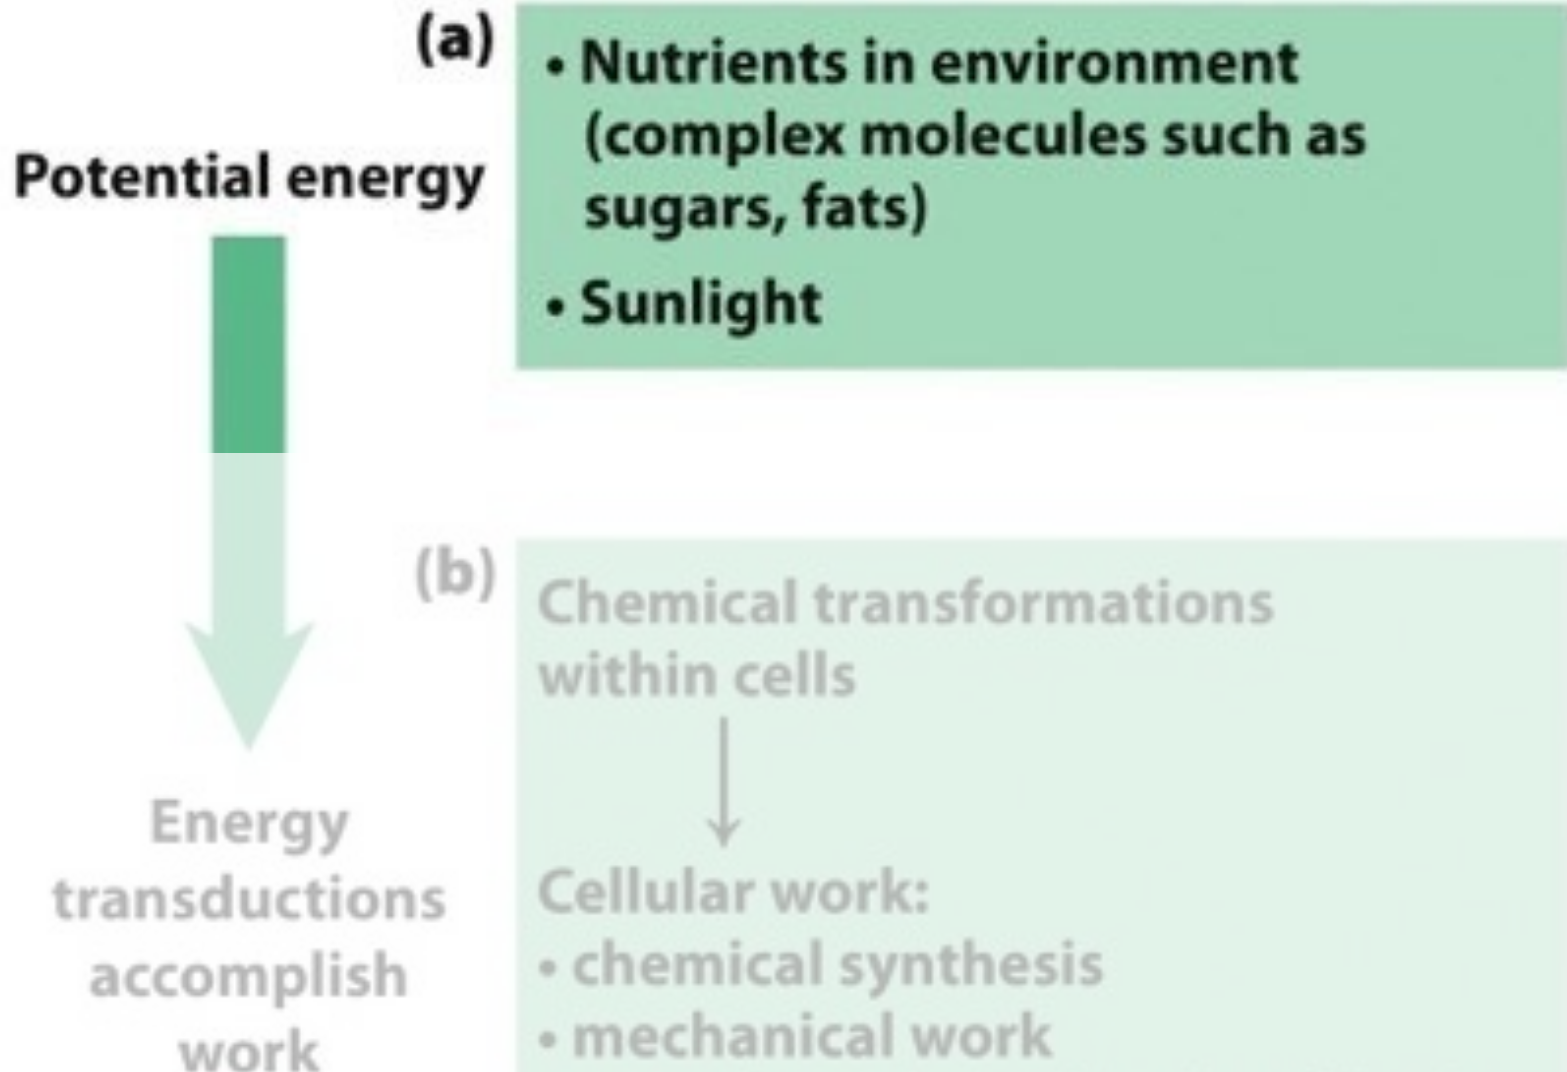 (a)
• Nutrients in environment
(complex molecules such as
sugars, fats)
• Sunlight
Potential energy
(b)
Chemical transformations
within cells
Cellular work:
• chemical synthesis
• mechanical work
Energy
transductions
accomplish
work